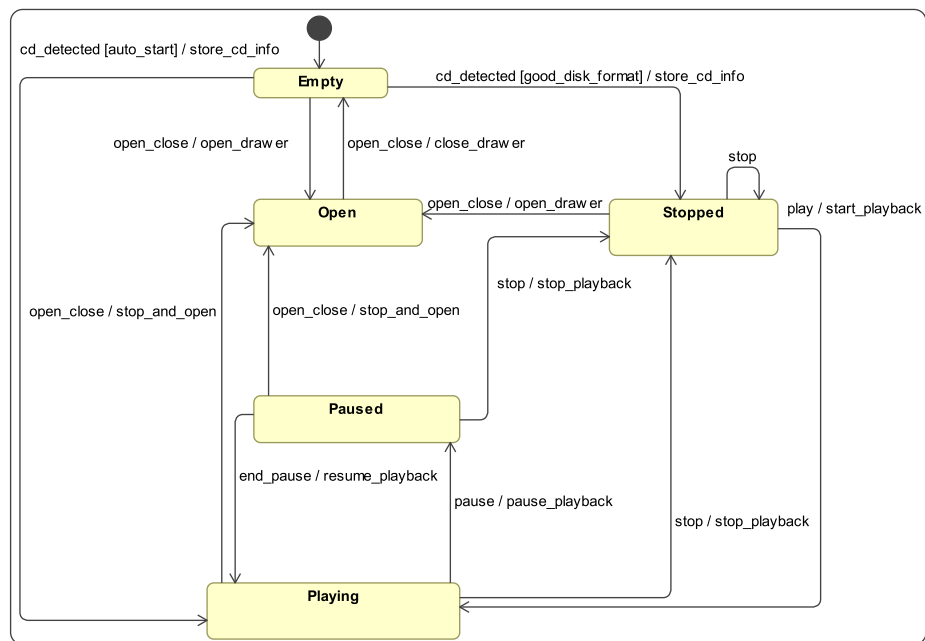 cd_detected [auto_start] / store_cd_info
Empty
cd_detected [good_disk_format] / store_cd_info
open_close / open_drawer
open_close / close_drawer
stop
Open
open_close / open_drawer
Stopped
play / start_playback
stop / stop_playback
open_close / stop_and_open
open_close / stop_and_open
Paused
end_pause / resume_playback
pause / pause_playback
stop / stop_playback
Playing